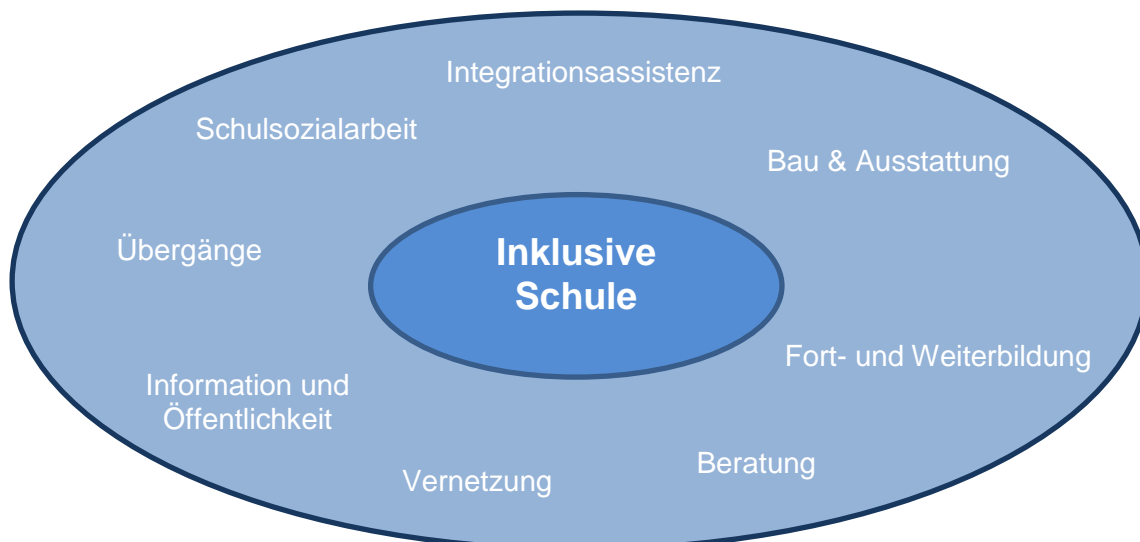 Integrationsassistenz
Schulsozialarbeit
Bau & Ausstattung
Übergänge
Inklusive
Schule
Fort- und Weiterbildung
Information und
Öffentlichkeit
Beratung
Vernetzung